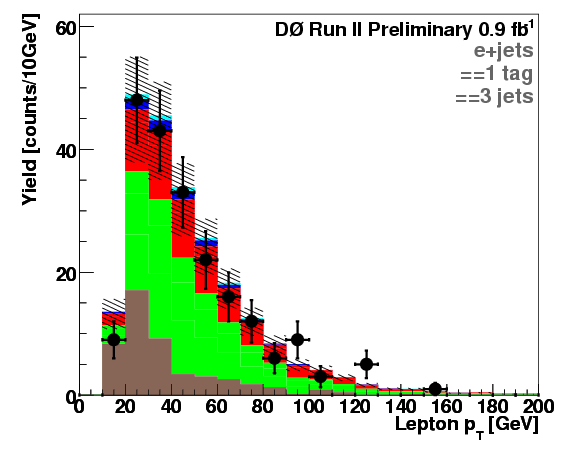 DØ Run II Preliminary 0.9 fb-1
e+jets
==1 tag
==3 jets
Yield [counts/10GeV]
60
40
20
0
0 20 40 60 80 100 120 140 160 180 200
Lepton pT [GeV]